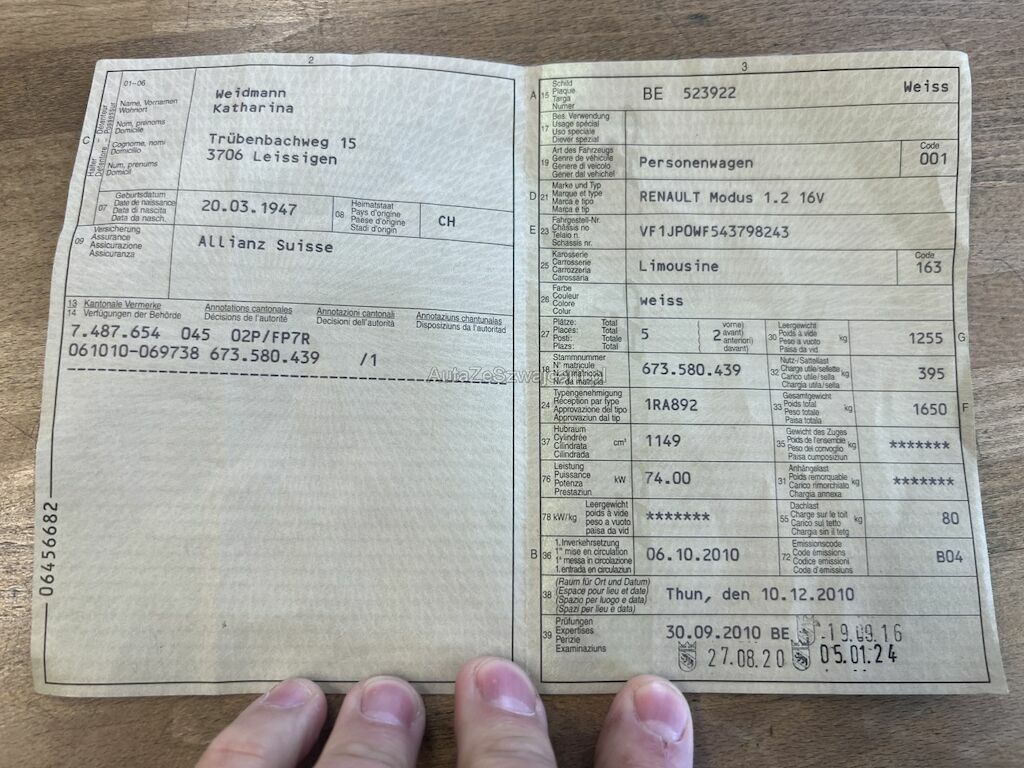 2
01–06
Name, Vornamen
Wohnort
Nom, prénoms
Domicile
Cognome, nomi
Domicilio
Num, prenums
Domicil
C
Halter Détenteur
Detentore Possessur
Weidmann
Katharina
Trübenbachweg 15
3706 Leissigen
07
Geburtsdatum
Date de naissance
Data di nascita
Data da nasch.
20.03.1947
08
Heimatstaat
Pays d'origine
Paese d'origine
Stadi d'origin
CH
09
Versicherung
Assurance
Assicurazione
Assicuranza
Allianz Suisse
13 Kantonale Vermerke Annotations cantonales Annotazioni cantonali Annotaziuns chantunalas
14 Verfügungen der Behörde Décisions de l'autorité Decisioni dell'autorità Disposiziuns da l'autoritad
7.487.654 045 02P/FP7R
061010-069738 673.580.439 /1
06456682
3
A 15
Schild
Plaque
Targa
Numer
BE 523922 Weiss
17
Bes. Verwendung
Usage spécial
Uso speciale
Diever spezial
19
Art des Fahrzeugs
Genre de véhicule
Genere di veicolo
Gener dal vehichel
Personenwagen
Code
001
D 21
Marke und Typ
Marque et type
Marca e tipo
Marca e tip
RENAULT Modus 1.2 16V
E 23
Fahrgestell-Nr.
Châssis no
Telaio n.
Schassis nr.
VF1JP0WF543798243
25
Karosserie
Carrosserie
Carrozzeria
Carossaria
Limousine
Code
163
26
Farbe
Couleur
Colore
Colur
weiss
27
Plätze: Total
Places: Total
Posti: Totale
Plazs: Total
5
2
vorne)
avant)
anteriori)
davant)
30
Leergewicht
Poids à vide
Peso a vuoto
Paisa da vid
kg
1255
G
18
Stammnummer
N° matricule
N. matricola
Nr. da matricla
673.580.439
32
Nutz-/Sattellast
Charge utile/sellette
Carico utile/sella
Chargia utila/sella
kg
395
24
Typengenehmigung
Réception par type
Approvazione del tipo
Approvaziun dal tip
1RA892
33
Gesamtgewicht
Poids total
Peso totale
Paisa totala
kg
1650
F
37
Hubraum
Cylindrée
Cilindrata
Cilindrada
cm³
1149
35
Gewicht des Zuges
Poids de l'ensemble
Peso del convoglio
Paisa cumposiziun
kg
*******
76
Leistung
Puissance
Potenza
Prestaziun
kW
74.00
31
Anhängelast
Poids remorquable
Carico rimorchiato
Chargia annexa
kg
*******
78 kW/kg
Leergewicht
poids à vide
peso a vuoto
paisa da vid
*******
55
Dachlast
Charge sur le toit
Carico sul tetto
Chargia sin il tetg
kg
80
B 36
1. Inverkehrsetzung
1re mise en circulation
1a messa in circolazione
1. entrada en circulaziun
06.10.2010
72
Emissionscode
Code émissions
Codice emissioni
Code d'emissiuns
B04
38
(Raum für Ort und Datum)
(Espace pour lieu et date)
(Spazio per luogo e data)
(Spazi per lieu e data)
Thun, den 10.12.2010
39
Prüfungen
Expertises
Perizie
Examinaziuns
30.09.2010 BE
19.09.16
27.08.20
05.01.24